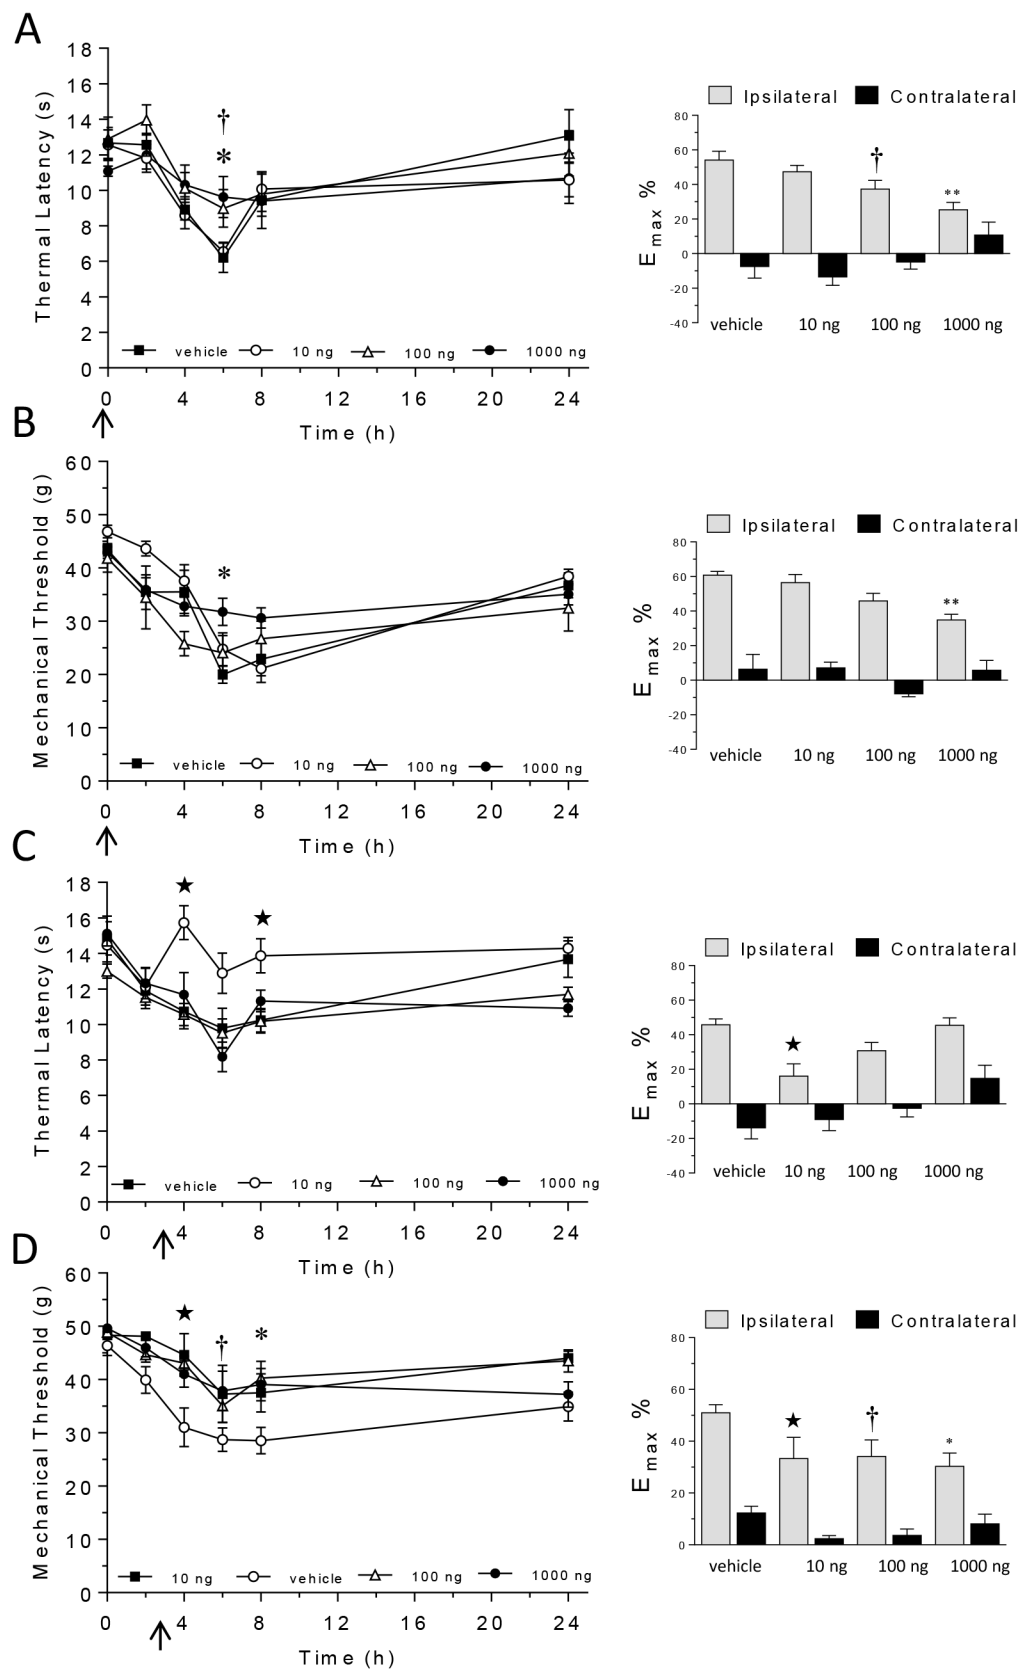 A
18
16
14
12
10
8
6
4
2
0
Thermal Latency (s)
†
*
vehicle 10 ng 100 ng 1000 ng
0 4 8 12 16 20 24
Time (h)
Ipsilateral Contralateral
80
60
40
20
0
-20
-40
E max %
†
**
vehicle 10 ng 100 ng 1000 ng
B
60
50
40
30
20
10
0
Mechanical Threshold (g)
*
vehicle 10 ng 100 ng 1000 ng
0 4 8 12 16 20 24
Time (h)
Ipsilateral Contralateral
80
60
40
20
0
-20
-40
E max %
**
vehicle 10 ng 100 ng 1000 ng
C
18
16
14
12
10
8
6
4
2
0
Thermal Latency (s)
★
★
vehicle 10 ng 100 ng 1000 ng
0 4 8 12 16 20 24
Time (h)
Ipsilateral Contralateral
80
60
40
20
0
-20
-40
E max %
★
vehicle 10 ng 100 ng 1000 ng
D
60
50
40
30
20
10
0
Mechanical Threshold (g)
★ † *
10 ng vehicle 100 ng 1000 ng
0 4 8 12 16 20 24
Time (h)
Ipsilateral Contralateral
80
60
40
20
0
E max %
★ † *
vehicle 10 ng 100 ng 1000 ng